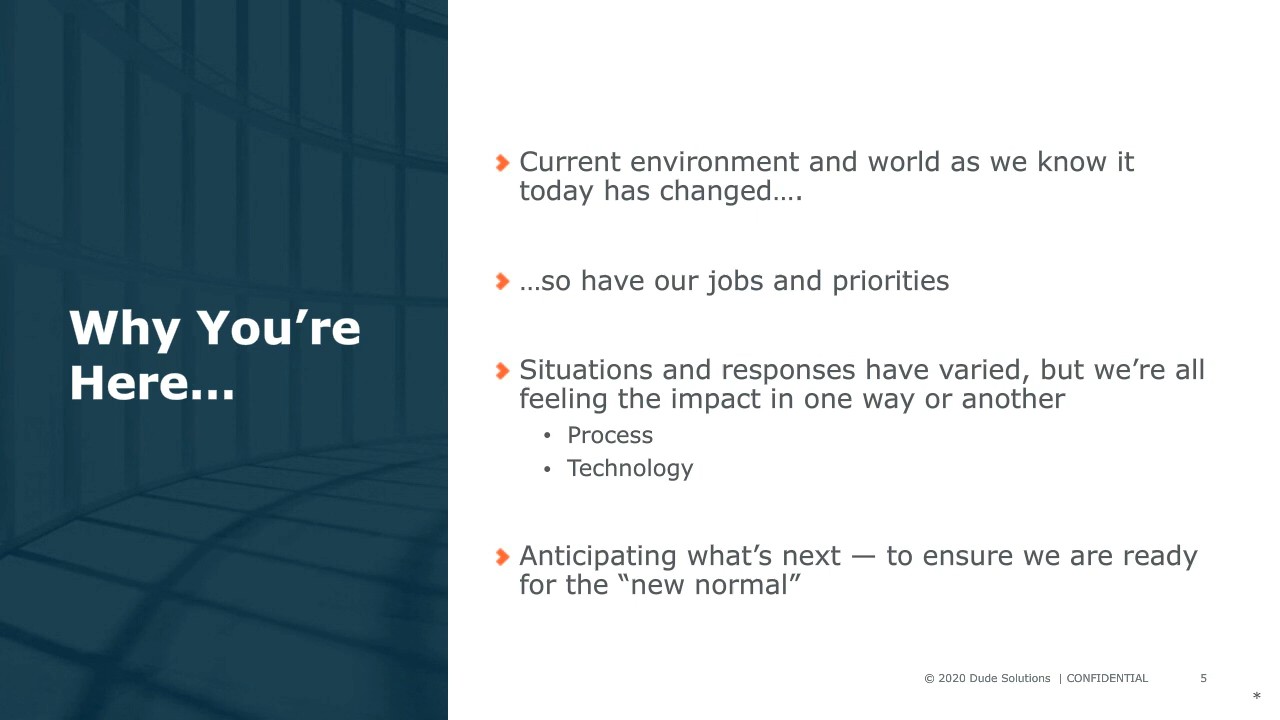 Why You’re
Here…
Current environment and world as we know it
today has changed….
…so have our jobs and priorities
Situations and responses have varied, but we’re all
feeling the impact in one way or another
• Process
• Technology
Anticipating what’s next — to ensure we are ready
for the “new normal”
© 2020 Dude Solutions | CONFIDENTIAL 5
*